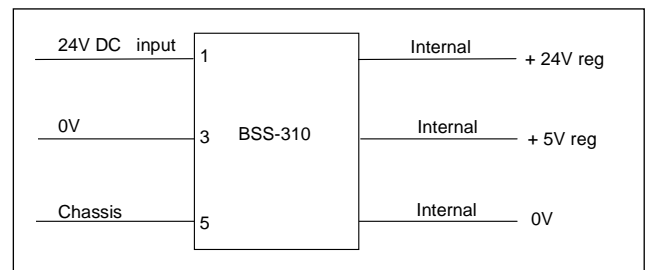 24V DC input
1
Internal
+ 24V reg
0V
3
BSS-310
Internal
+ 5V reg
Chassis
5
Internal
0V